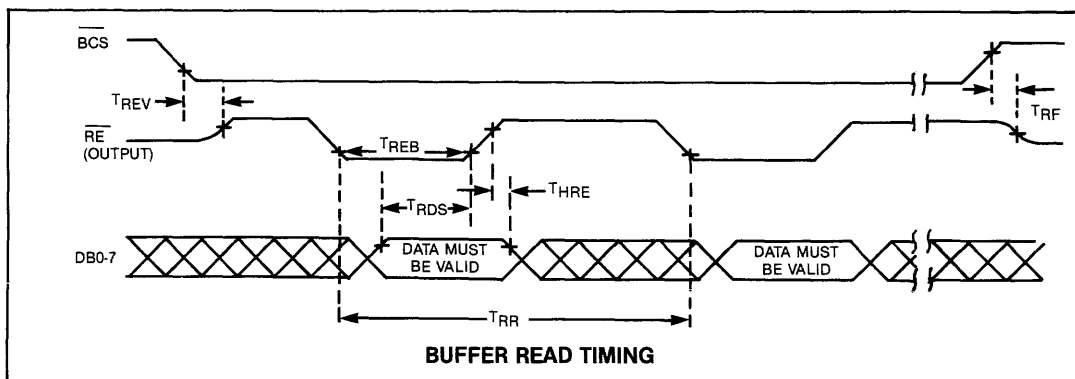 BCS
TREV
TRF
RE
(OUTPUT)
TREB
THRE
TRDS
DB0-7
DATA MUST
BE VALID
DATA MUST
BE VALID
TRR
BUFFER READ TIMING